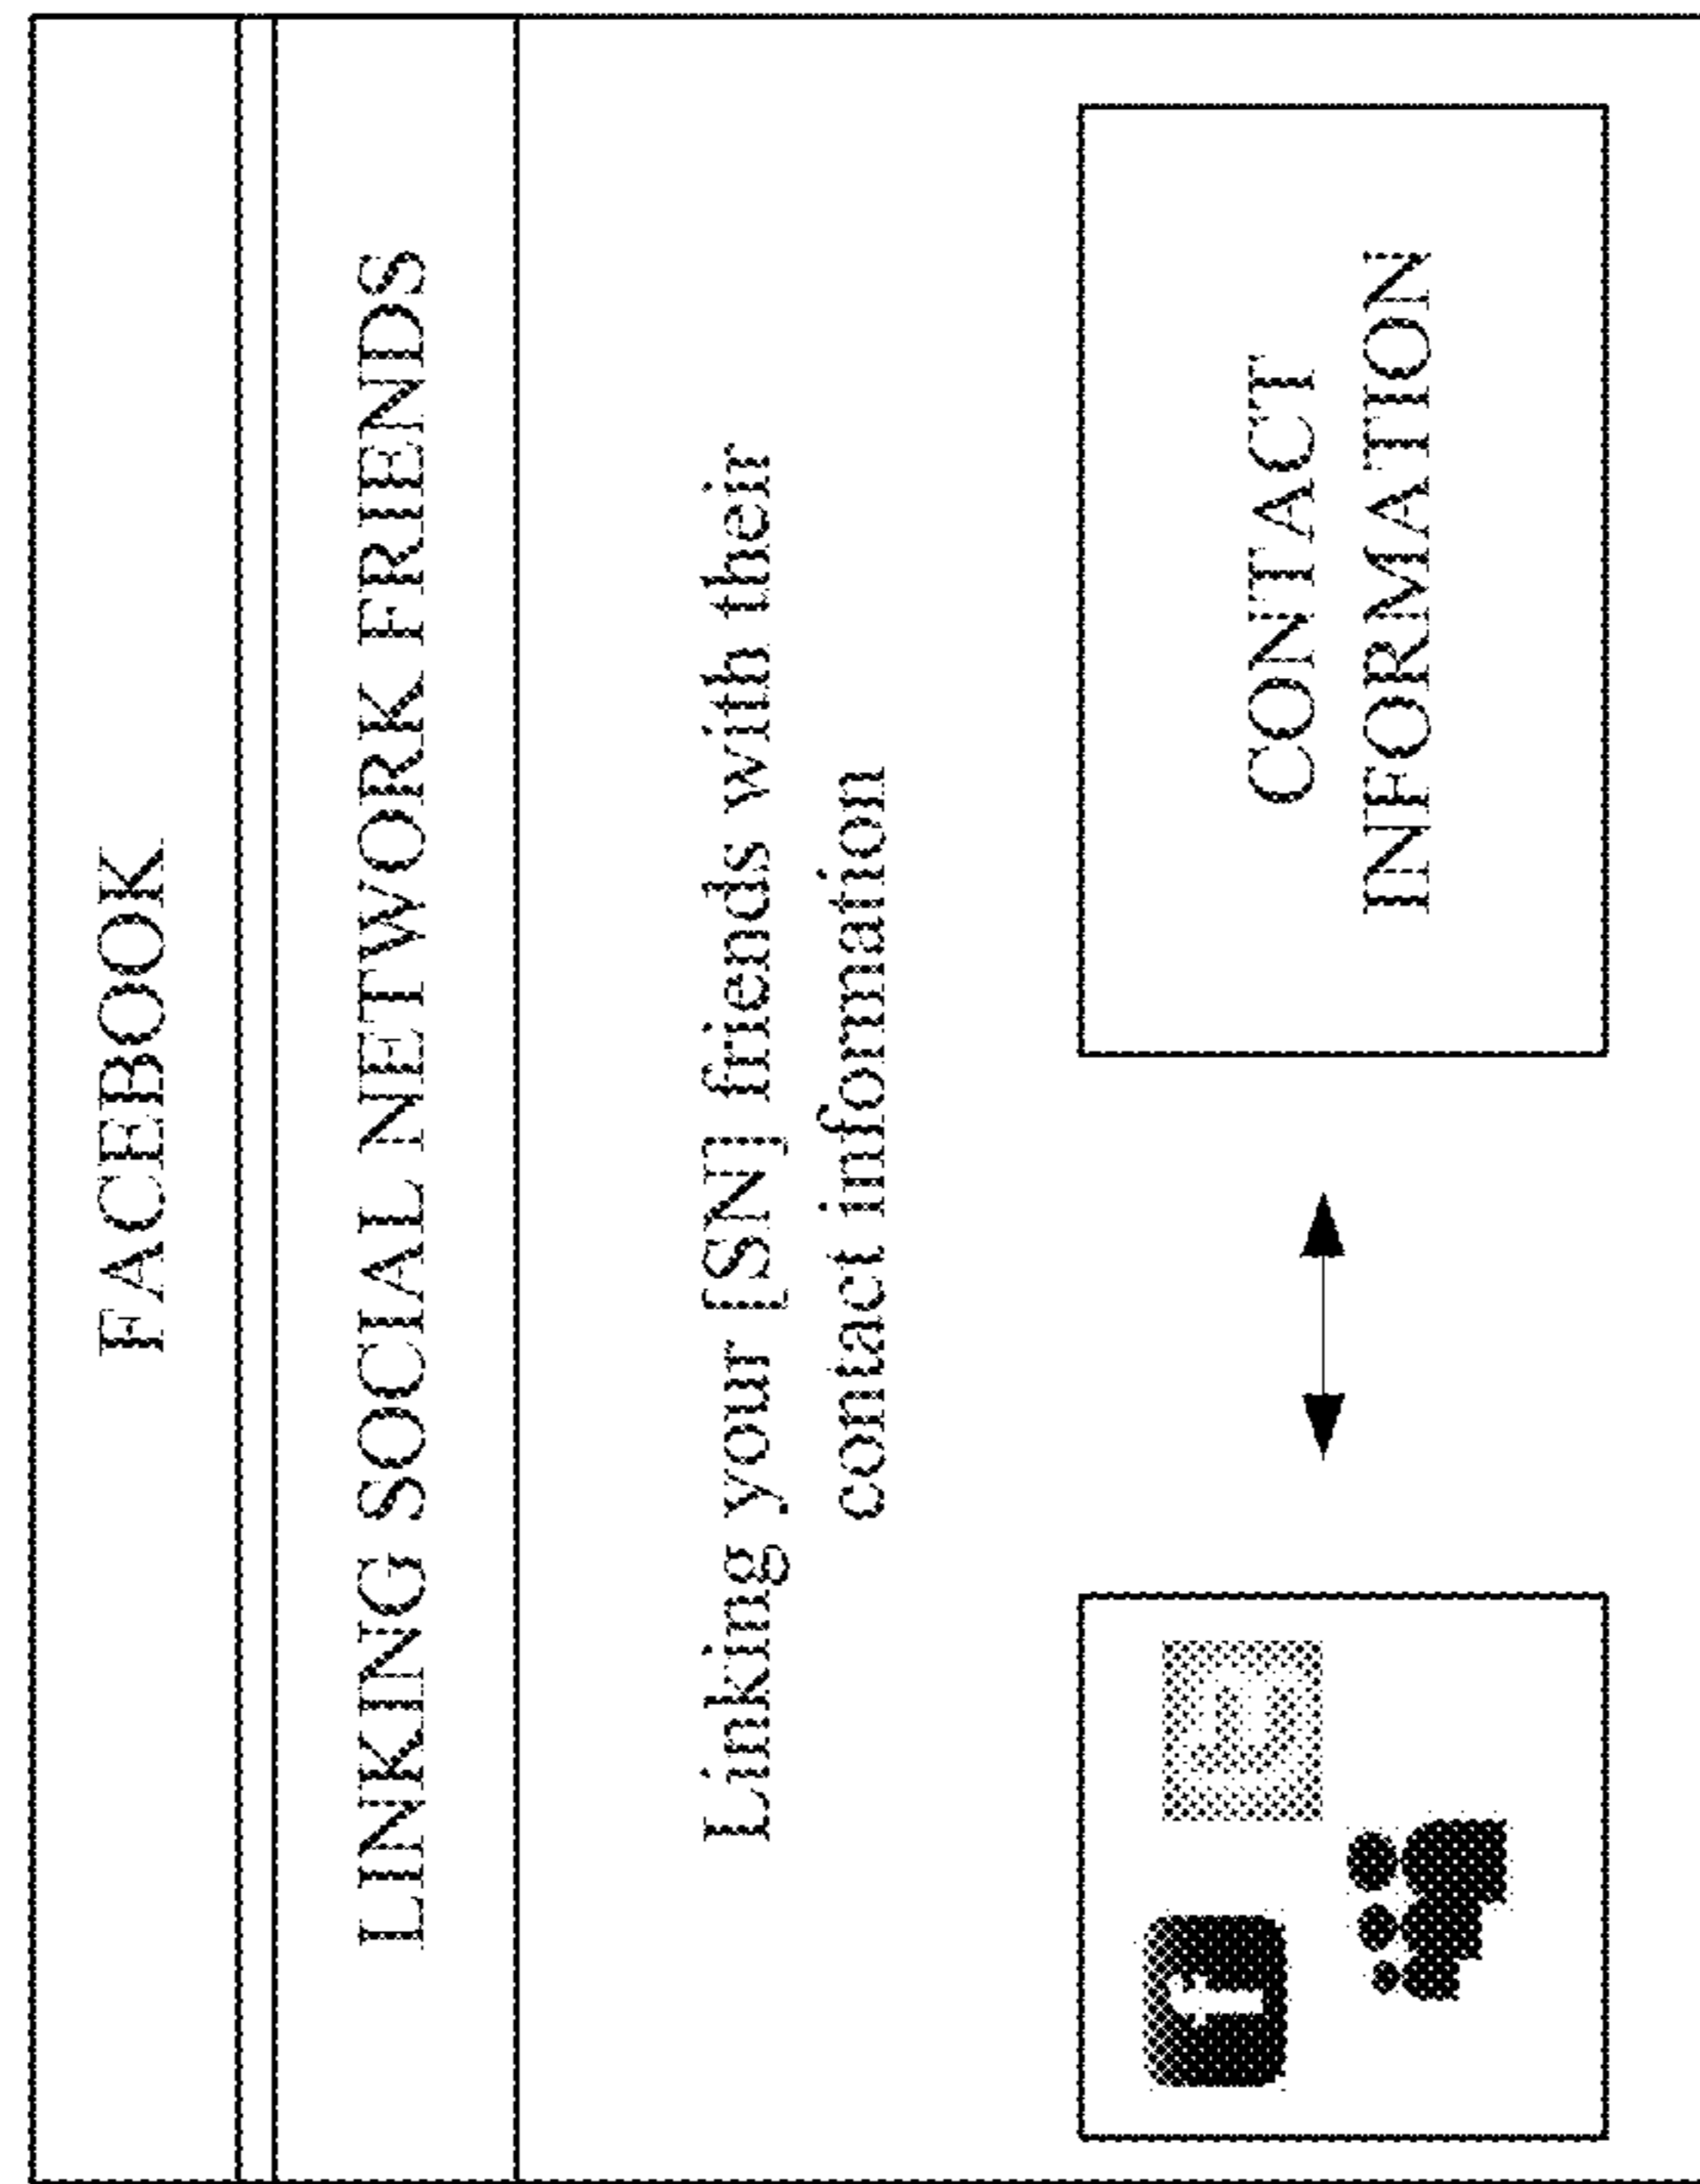 FACEBOOK
LINKING SOCIAL NETWORK FRIENDS
Linking your [SN] friends with their
contact information
f
CONTACT
INFORMATION